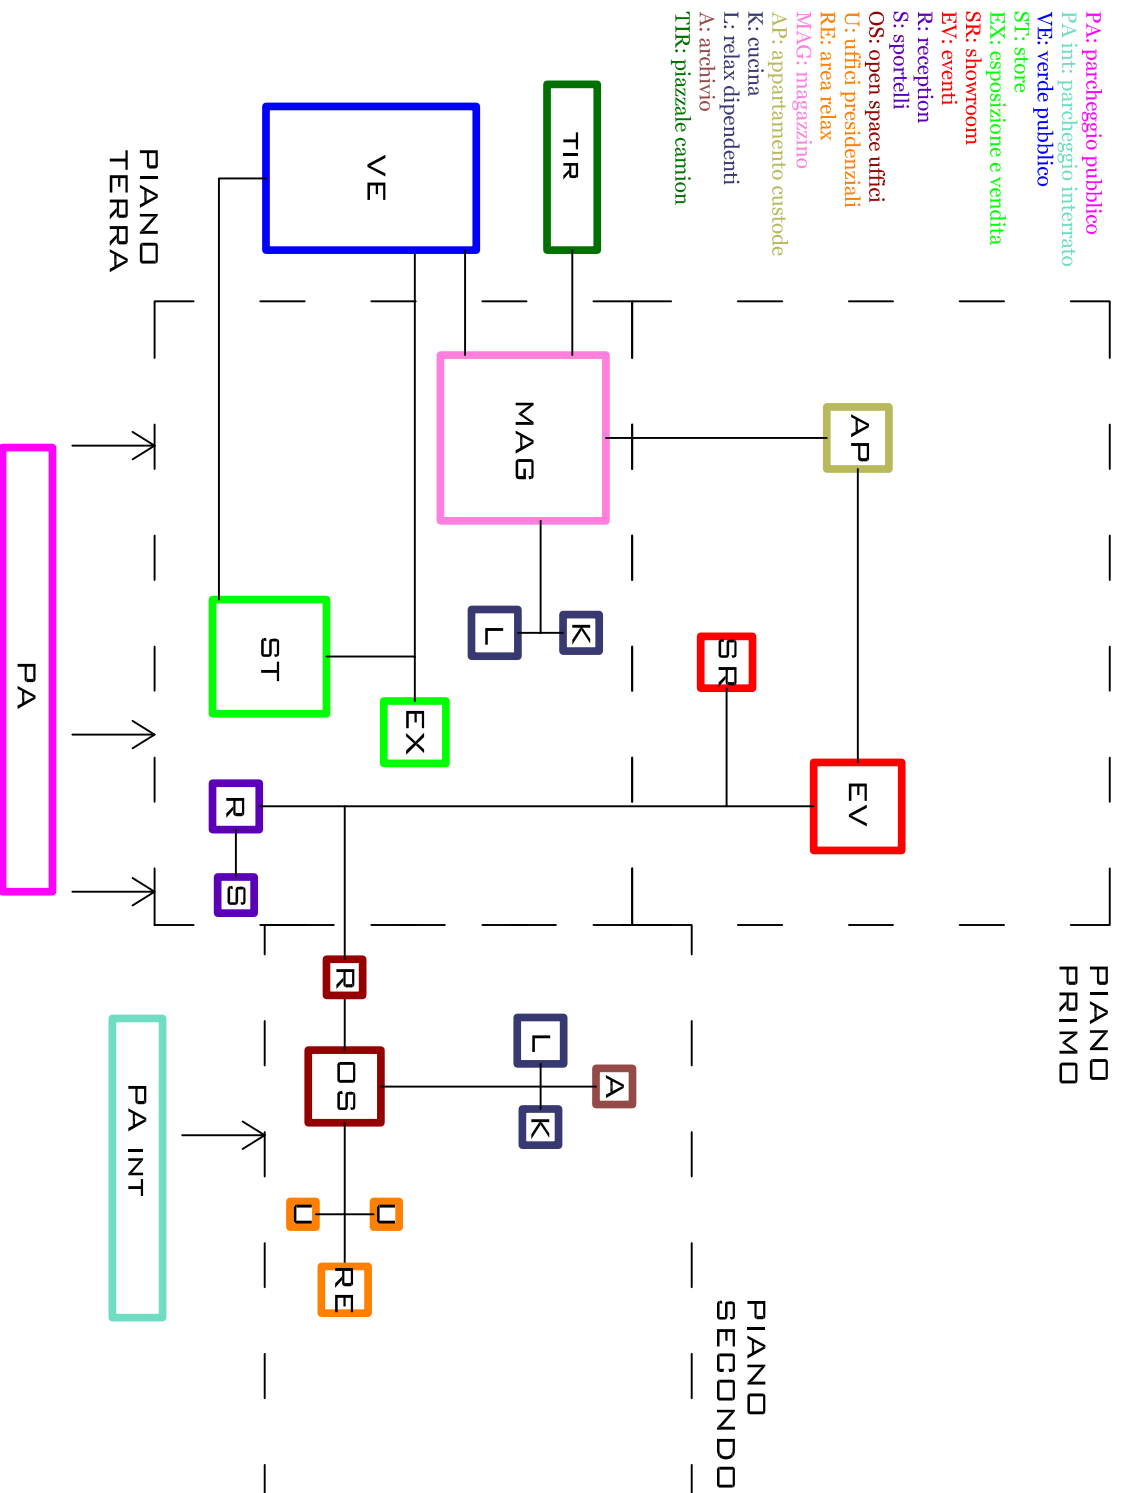 PA: parcheggio pubblico
PA int: parcheggio interrato
VE: verde pubblico
ST: store
EX: esposizione e vendita
SR: showroom
EV: eventi
R: reception
S: sportelli
OS: open space uffici
U: uffici presidenziali
RE: area relax
MAG: magazzino
AP: appartamento custode
K: cucina
L: relax dipendenti
A: archivio
TIR: piazzale camion
PIANO
PRIMO
AP
EV
SR
PIANO
SECONDO
TIR
MAG
K
L
A
L
K
VE
EX
U
R
OS
RE
U
ST
R
S
PIANO
TERRA
PA INT
PA